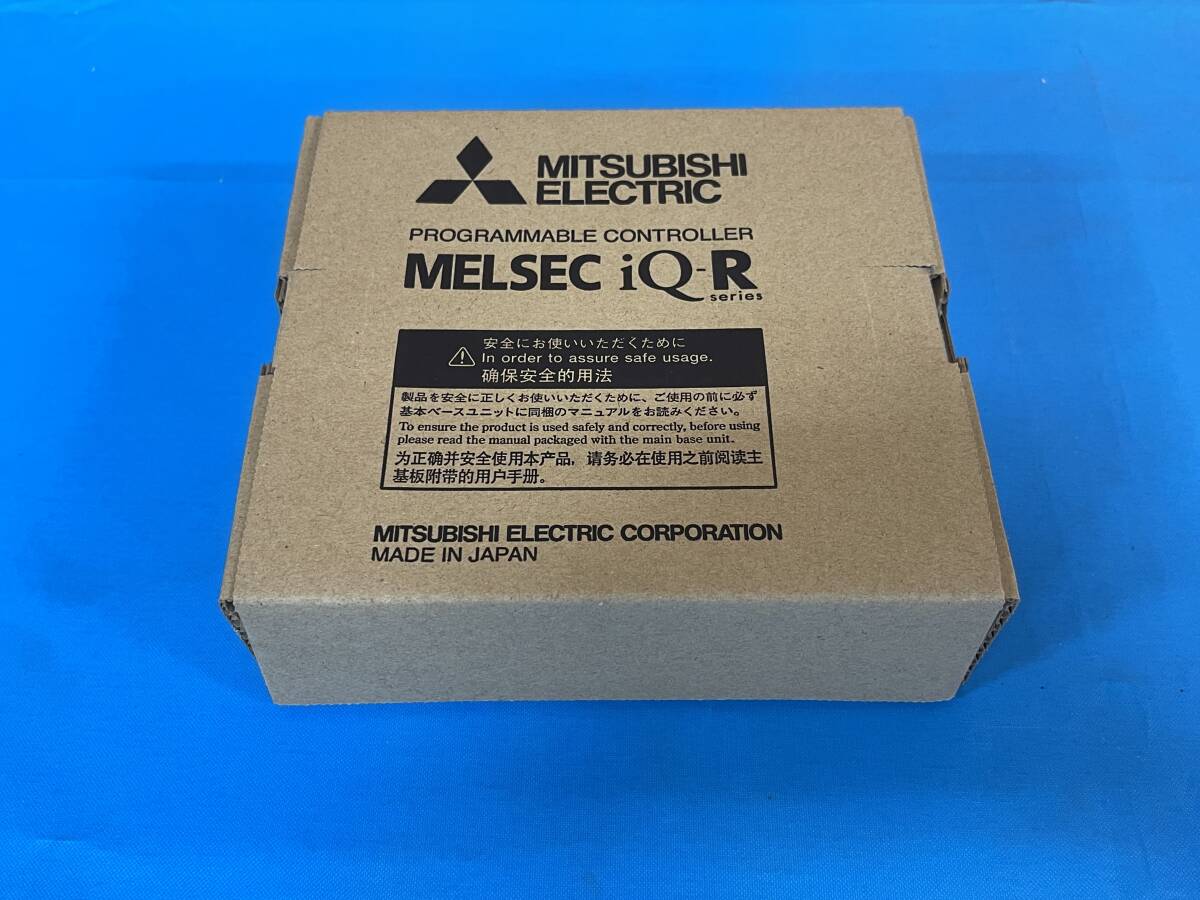 MITSUBISHI
ELECTRIC
PROGRAMMABLE CONTROLLER
MELSEC iQ-R
series
安全にお使いいただくために
In order to assure safe usage.
确保安全的用法
製品を安全に正しくお使いいただくために、ご使用の前に必ず
基本ベースユニットに同梱のマニュアルをお読みください。
To ensure the product is used safely and correctly, before using
please read the manual packaged with the main base unit.
为正确并安全使用本产品，请务必在使用之前阅读主
基板附带的用户手册。
MITSUBISHI ELECTRIC CORPORATION
MADE IN JAPAN